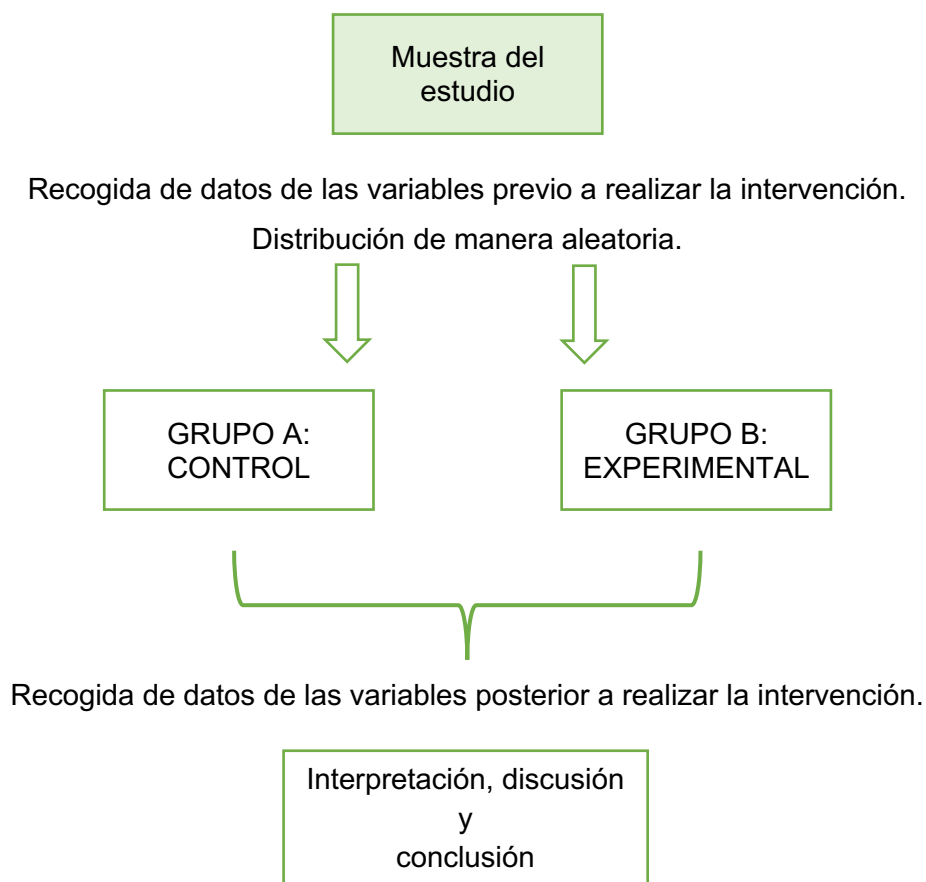 Muestra del
estudio
Recogida de datos de las variables previo a realizar la intervención.
Distribución de manera aleatoria.
GRUPO A:
CONTROL
GRUPO B:
EXPERIMENTAL
Recogida de datos de las variables posterior a realizar la intervención.
Interpretación, discusión
y
conclusión